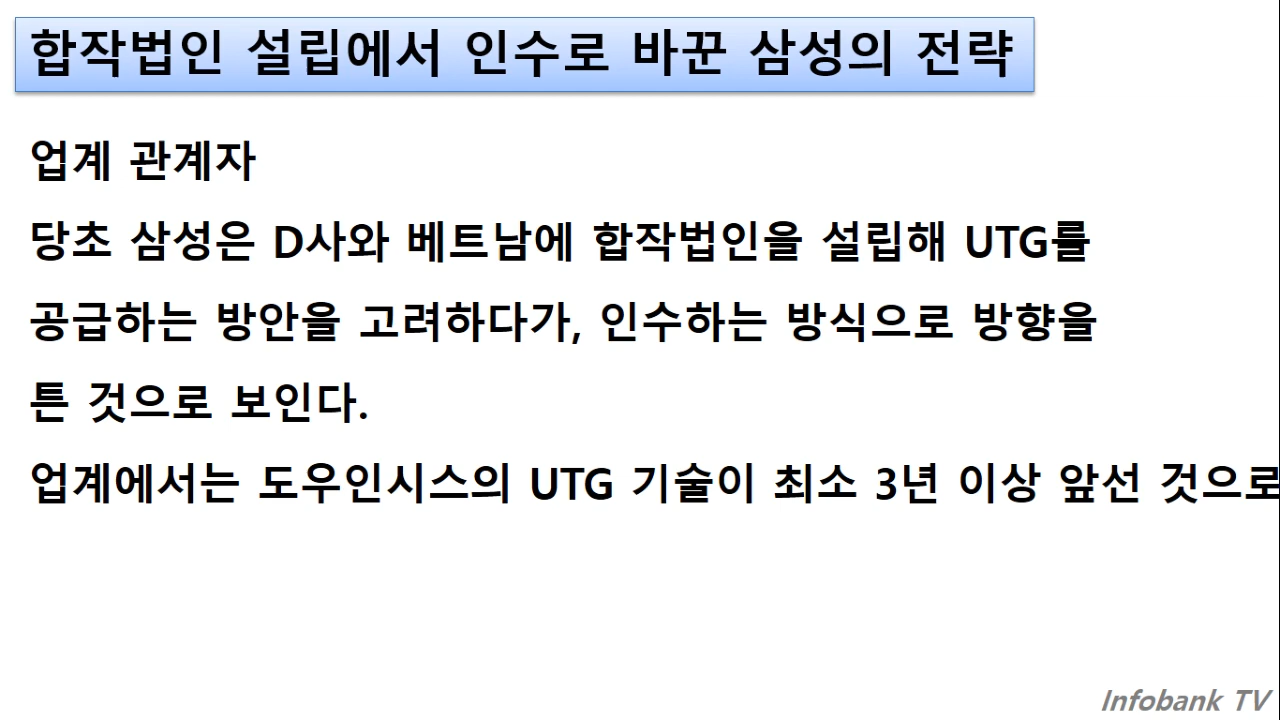 합작법인 설립에서 인수로 바꾼 삼성의 전략
업계 관계자
당초 삼성은 D사와 베트남에 합작법인을 설립해 UTG를
공급하는 방안을 고려하다가, 인수하는 방식으로 방향을
튼 것으로 보인다.
업계에서는 도우인시스의 UTG 기술이 최소 3년 이상 앞선 것으로
Infobank TV